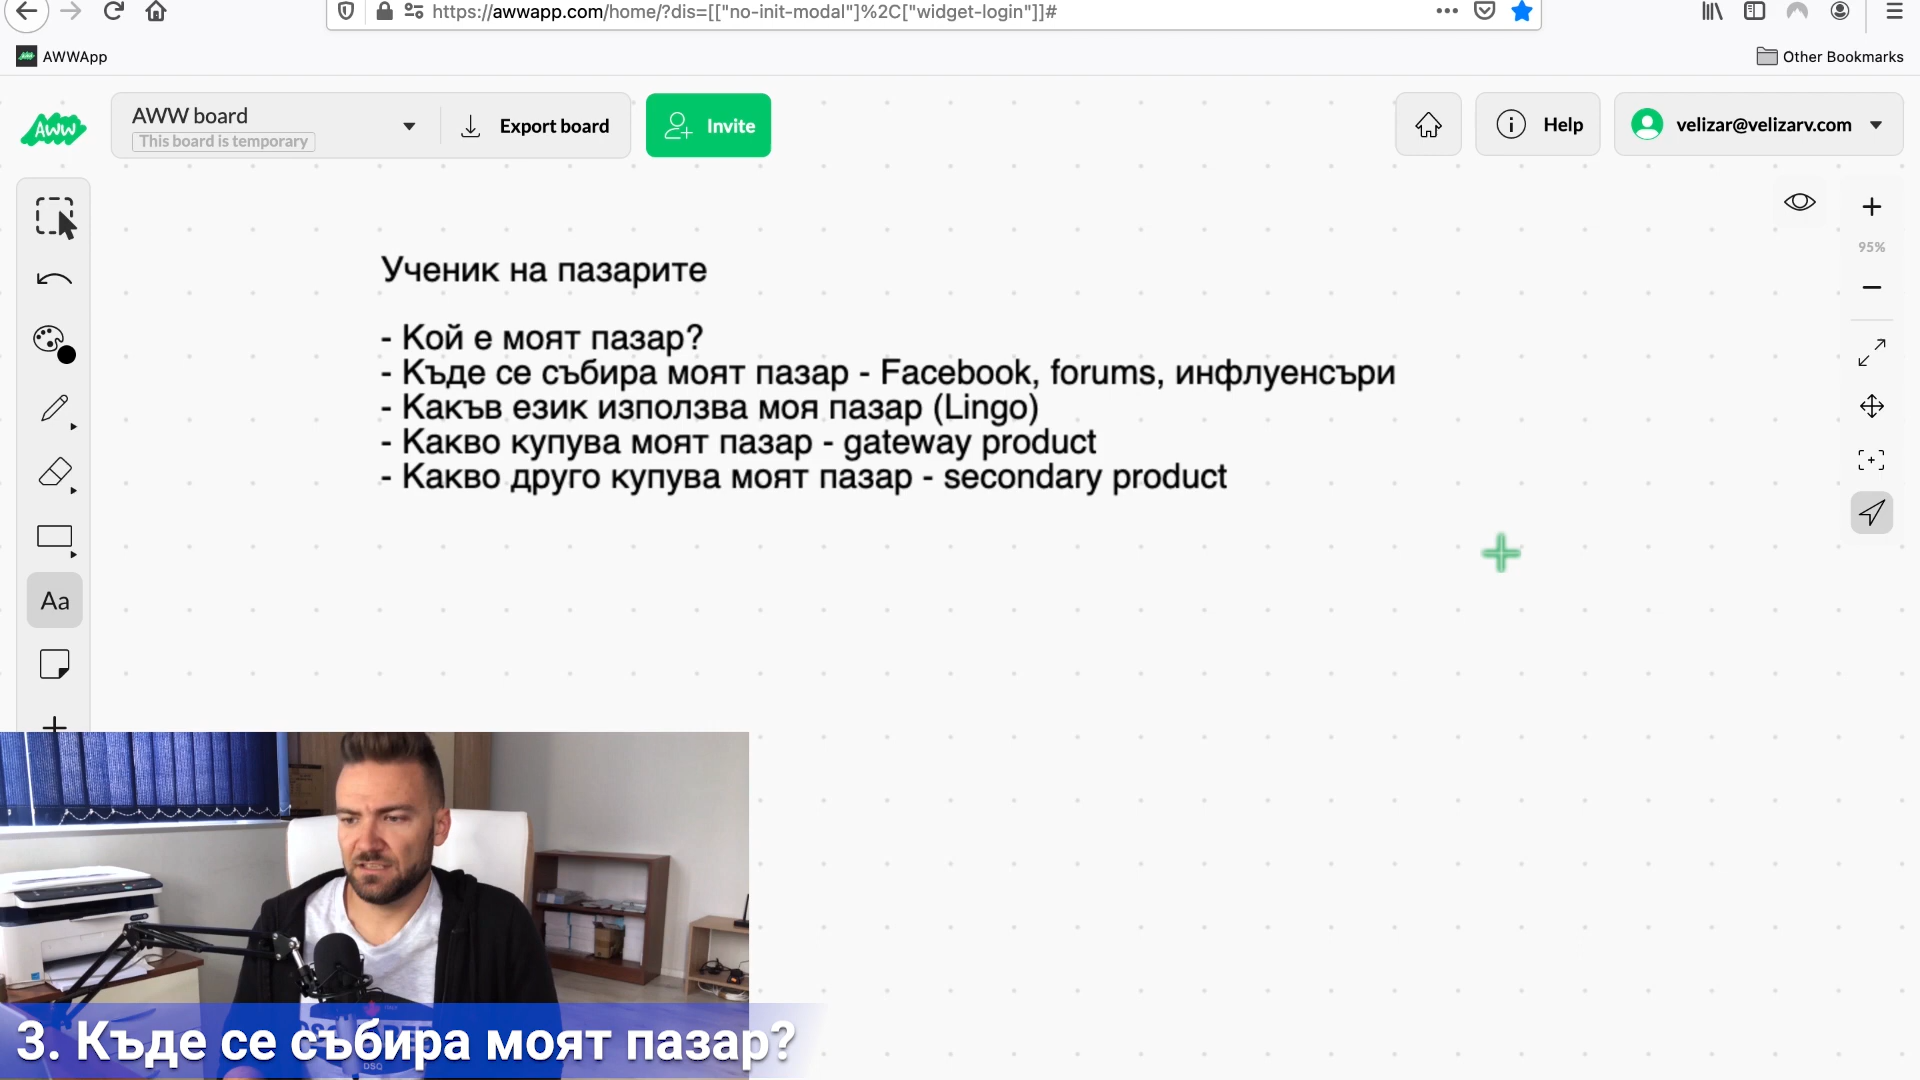 https://awwapp.com/home/?dis=[["no-init-modal"]%2C["widget-login"]]#
AWWApp
Other Bookmarks
AWW
AWW board
This board is temporary
Export board
Invite
Help
velizar@velizarv.com
95%
Ученик на пазарите
- Кой е моят пазар?
- Къде се събира моят пазар - Facebook, forums, инфлуенсъри
- Какъв език използва моя пазар (Lingo)
- Какво купува моят пазар - gateway product
- Какво друго купува моят пазар - secondary product
Aa
3. Къде се събира моят пазар?
DSQ